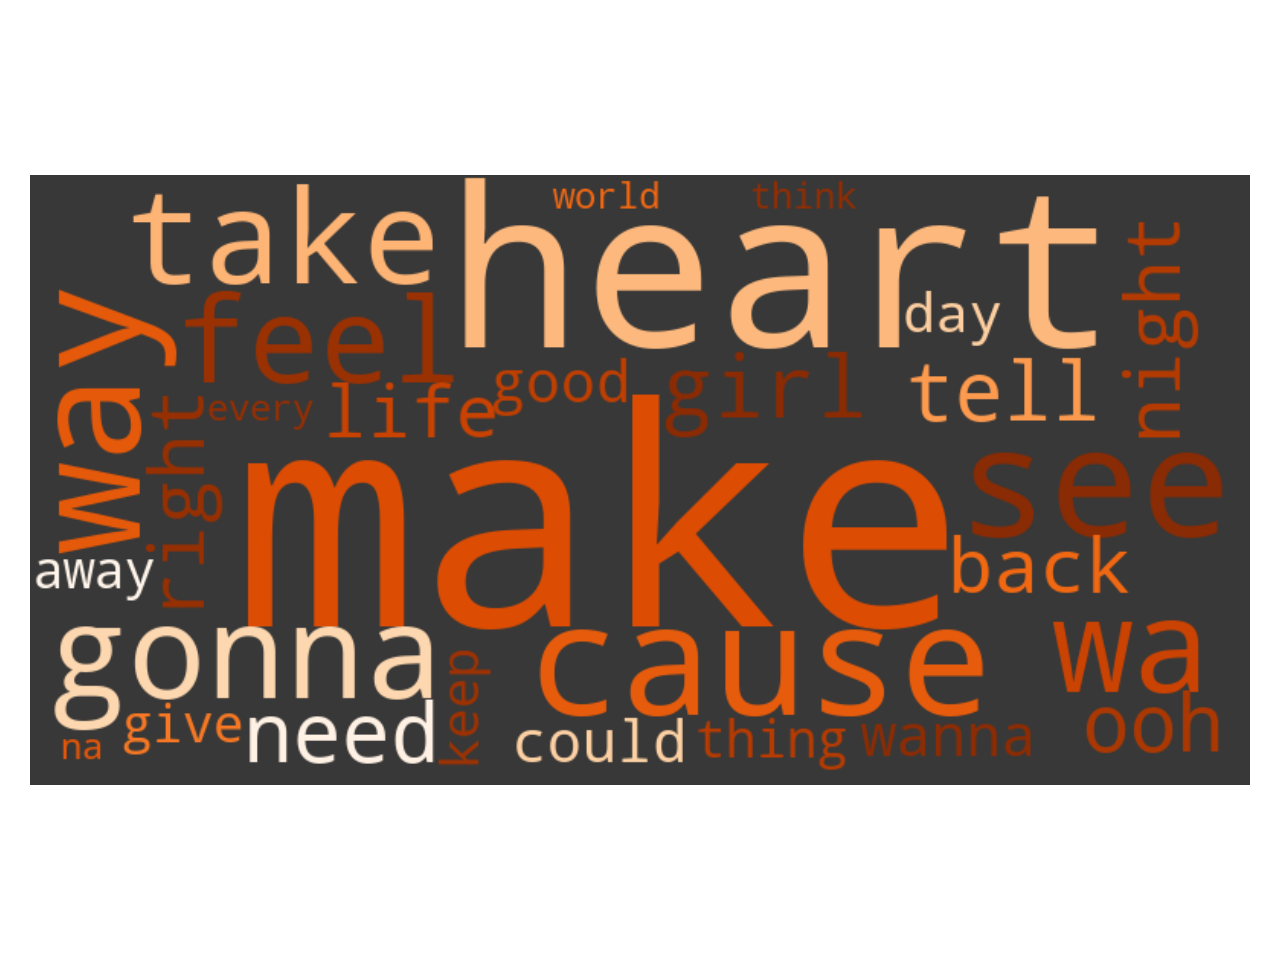 world
think
take
heart
day
night
way
feel
good
girl
tell
life
every
right
make
see
back
away
gonna
cause
wa
keep
give
need
could
thing
wanna
ooh
na